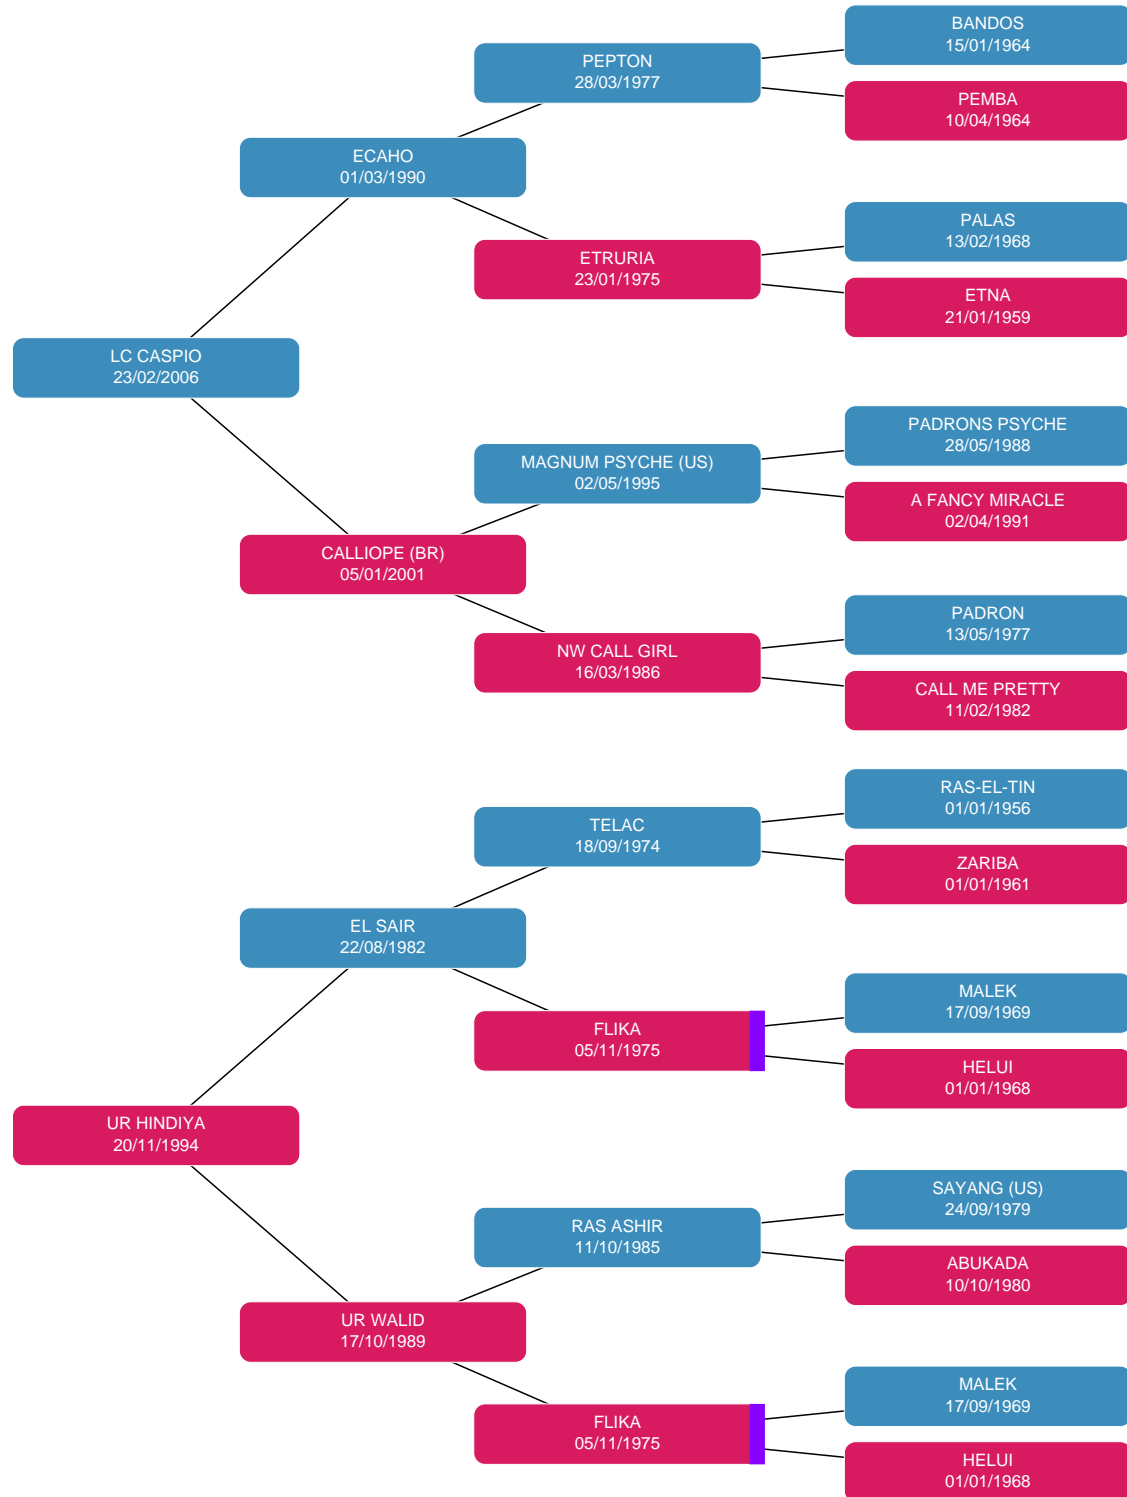 BANDOS
15/01/1964
PEPTON
28/03/1977
PEMBA
10/04/1964
ECAHO
01/03/1990
PALAS
13/02/1968
ETRURIA
23/01/1975
ETNA
21/01/1959
LC CASPIO
23/02/2006
PADRONS PSYCHE
28/05/1988
MAGNUM PSYCHE (US)
02/05/1995
A FANCY MIRACLE
02/04/1991
CALLIOPE (BR)
05/01/2001
PADRON
13/05/1977
NW CALL GIRL
16/03/1986
CALL ME PRETTY
11/02/1982
RAS-EL-TIN
01/01/1956
TELAC
18/09/1974
ZARIBA
01/01/1961
EL SAIR
22/08/1982
MALEK
17/09/1969
FLIKA
05/11/1975
HELUI
01/01/1968
UR HINDIYA
20/11/1994
SAYANG (US)
24/09/1979
RAS ASHIR
11/10/1985
ABUKADA
10/10/1980
UR WALID
17/10/1989
MALEK
17/09/1969
FLIKA
05/11/1975
HELUI
01/01/1968